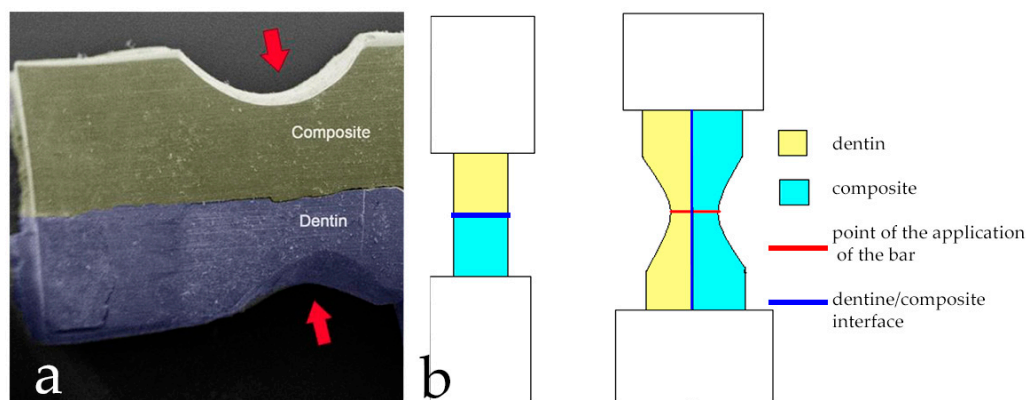 Composite
Dentin
a
b
dentin
composite
point of the application
of the bar
dentine/composite
interface